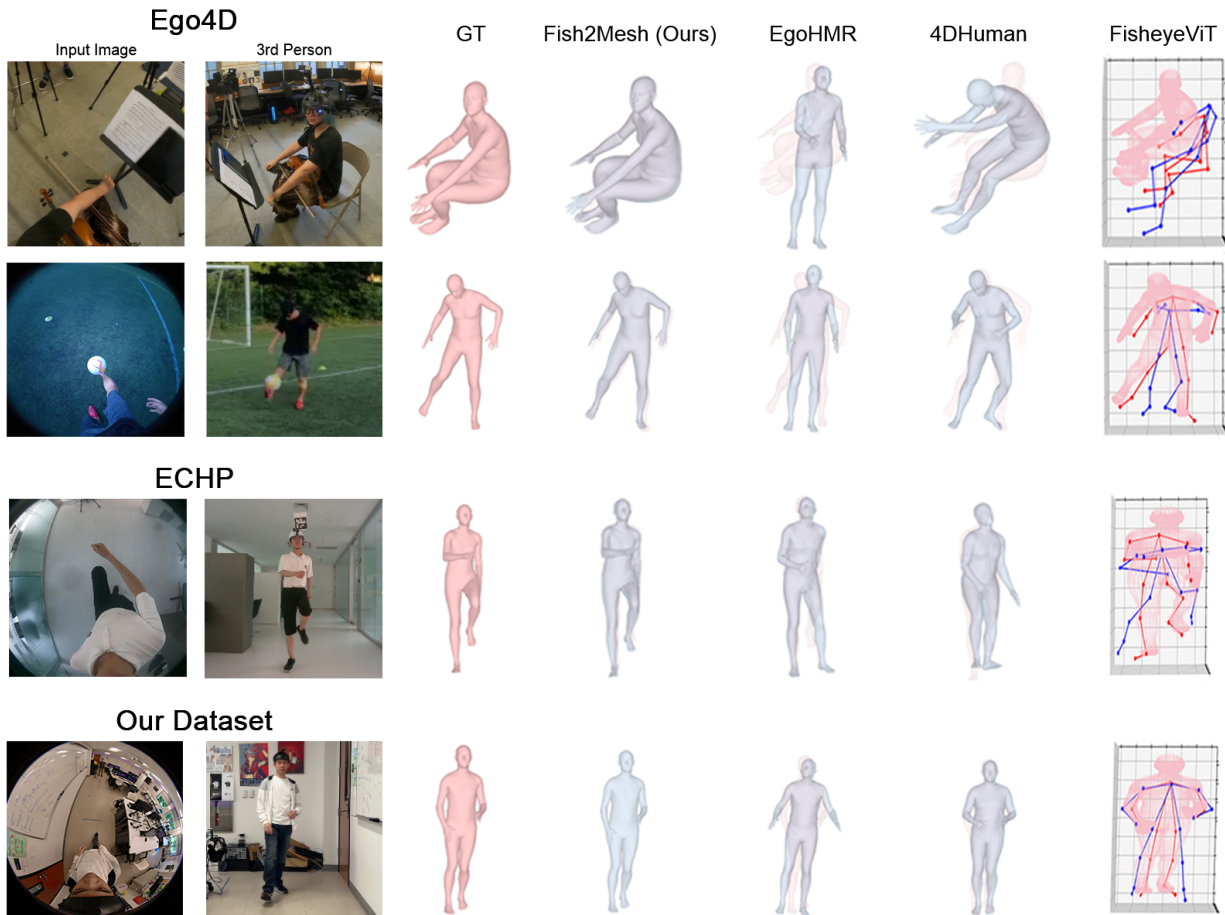 Ego4D
Input Image
3rd Person
GT
Fish2Mesh (Ours)
EgoHMR
4DHuman
FisheyeViT
ECHP
Our Dataset